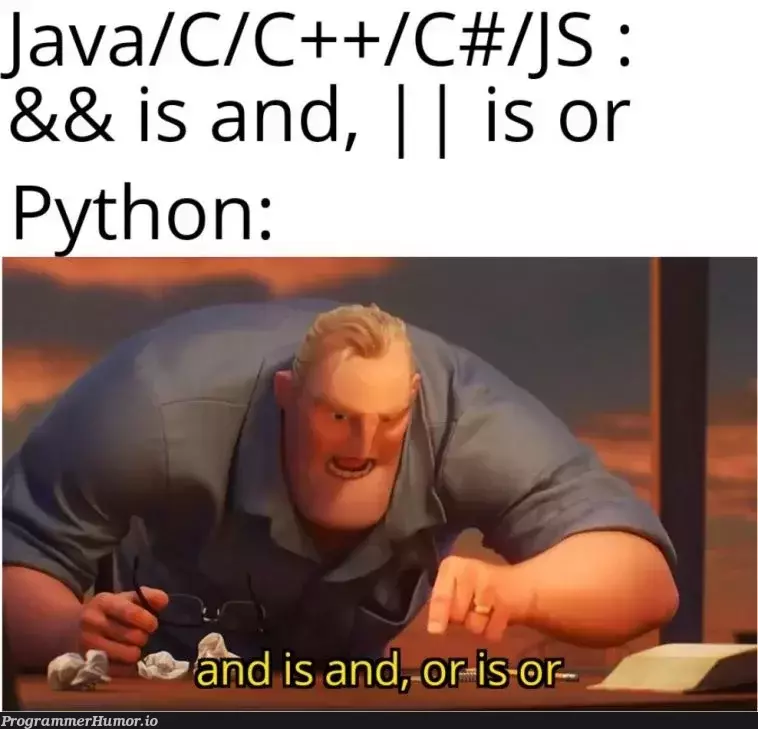 Java/C/C++/C#/JS :
&& is and, || is or
Python:
and is and, or is or
ProgrammerHumor.io